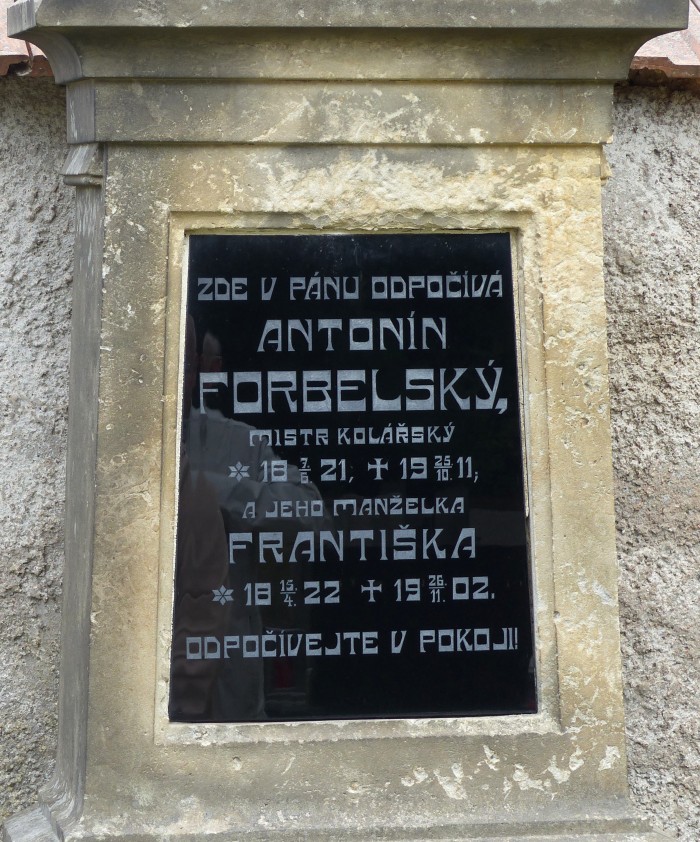 ZDE V PÁNU ODPOČÍVÁ
ANTONÍN
FORBELSKÝ,
MISTR KOLÁŘSKÝ
* 18 7/6 21, † 19 25/10. 11;
A JEHO MANŽELKA
FRANTIŠKA
* 18 15/4. 22 † 19 26/11. 02.
ODPOČÍVEJTE V POKOJI!